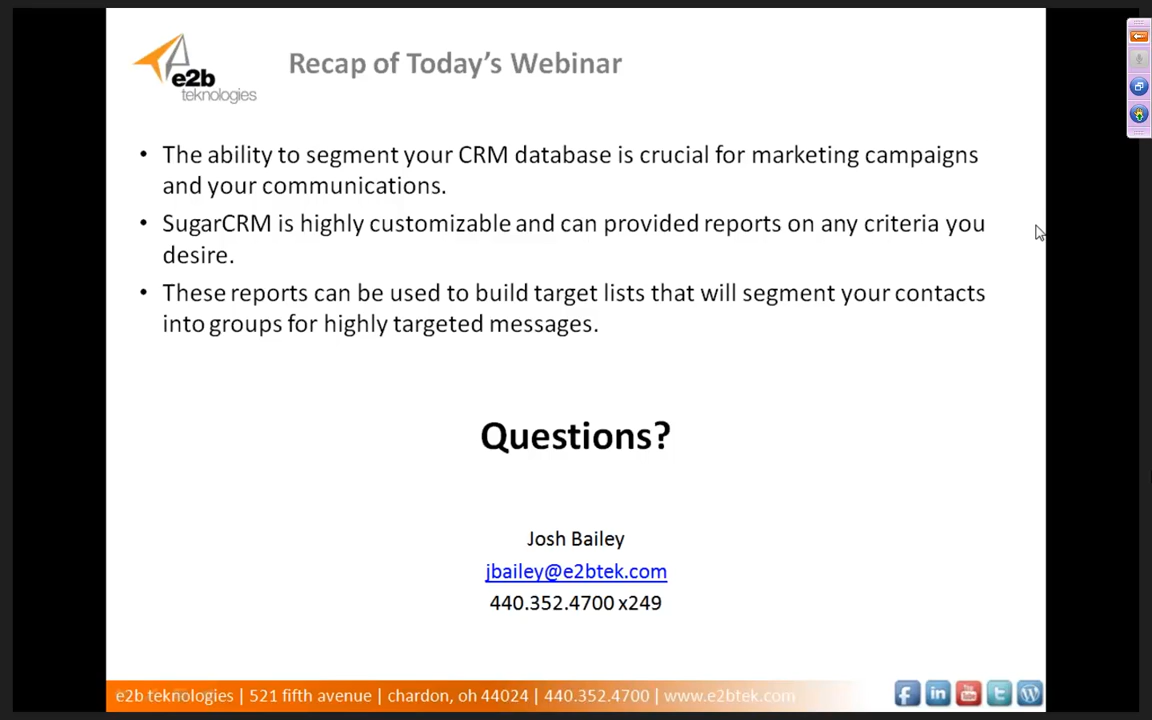 e2b
teknologies
Recap of Today's Webinar
• The ability to segment your CRM database is crucial for marketing campaigns
and your communications.
• SugarCRM is highly customizable and can provided reports on any criteria you
desire.
• These reports can be used to build target lists that will segment your contacts
into groups for highly targeted messages.
Questions?
Josh Bailey
jbailey@e2btek.com
440.352.4700 x249
e2b teknologies | 521 fifth avenue | chardon, oh 44024 | 440.352.4700 | www.e2btek.com